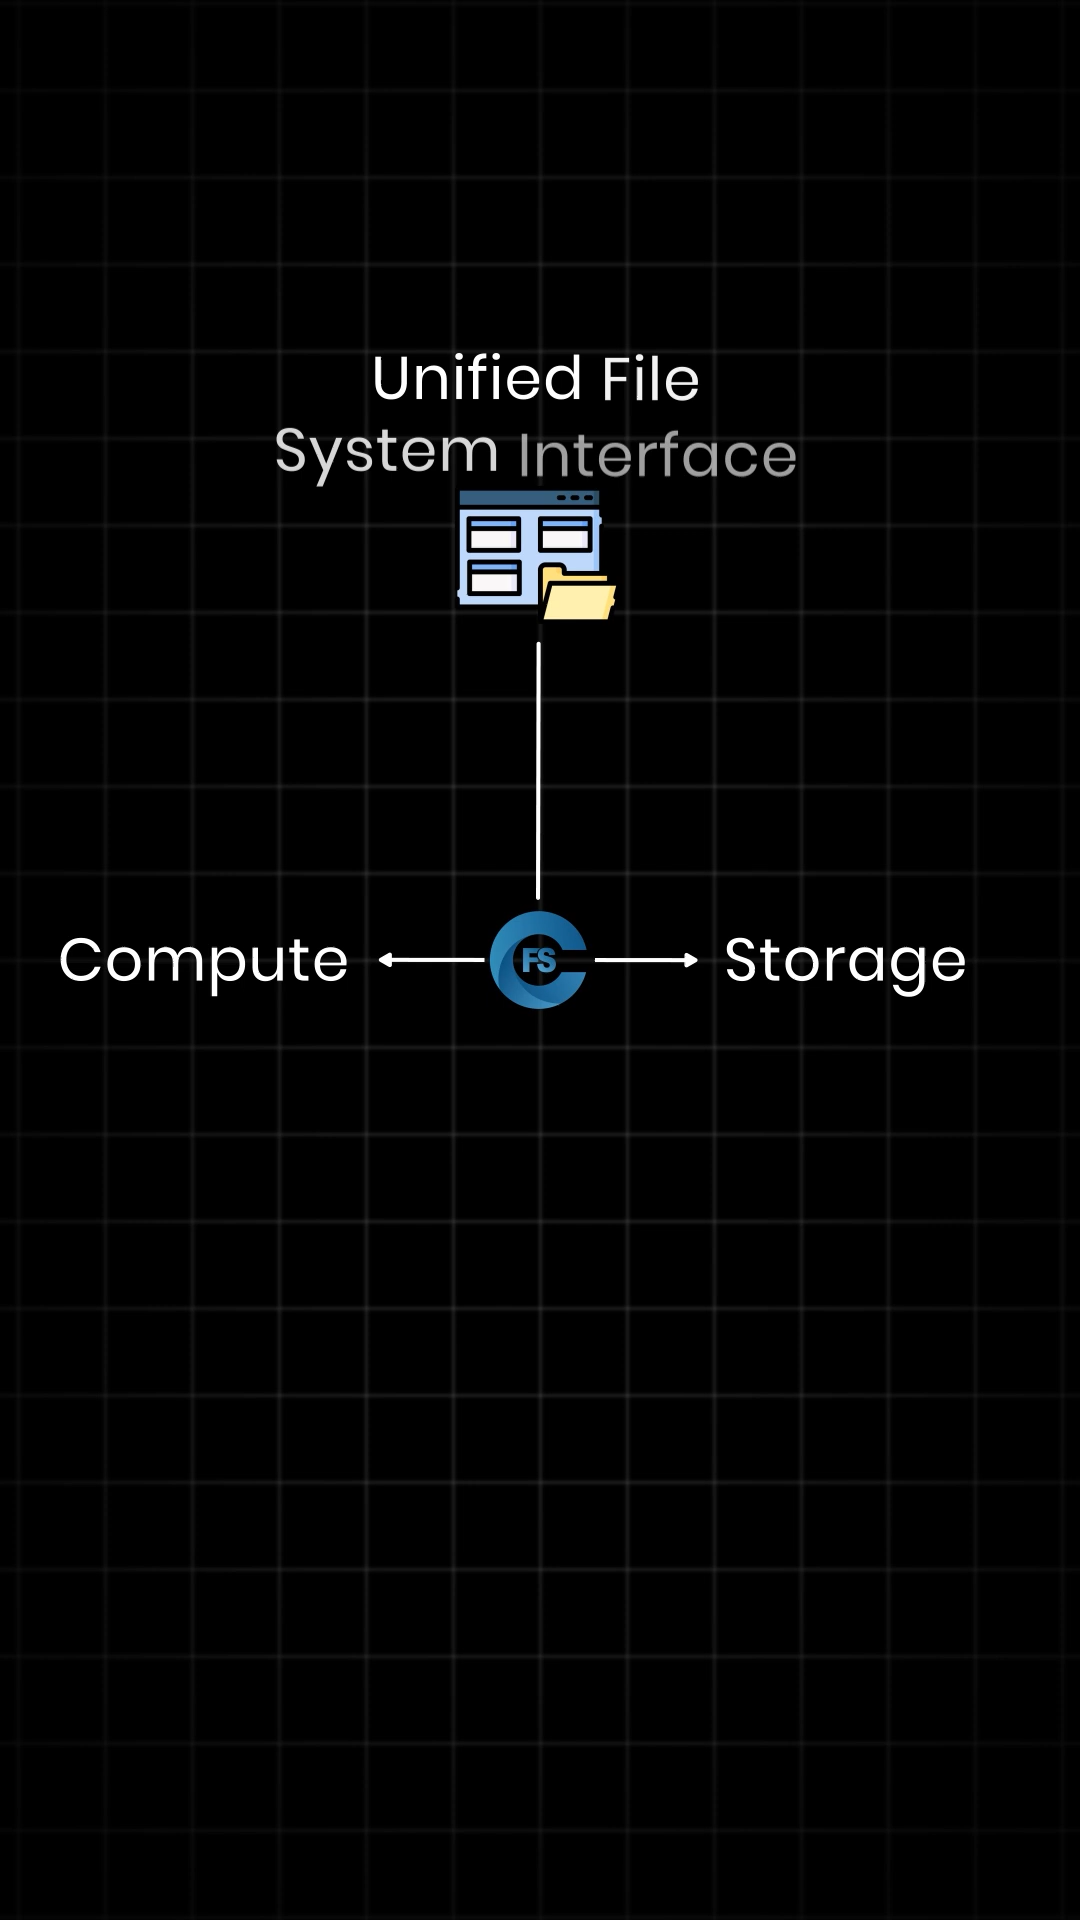 Unified File
System Interface
Compute
FS
Storage